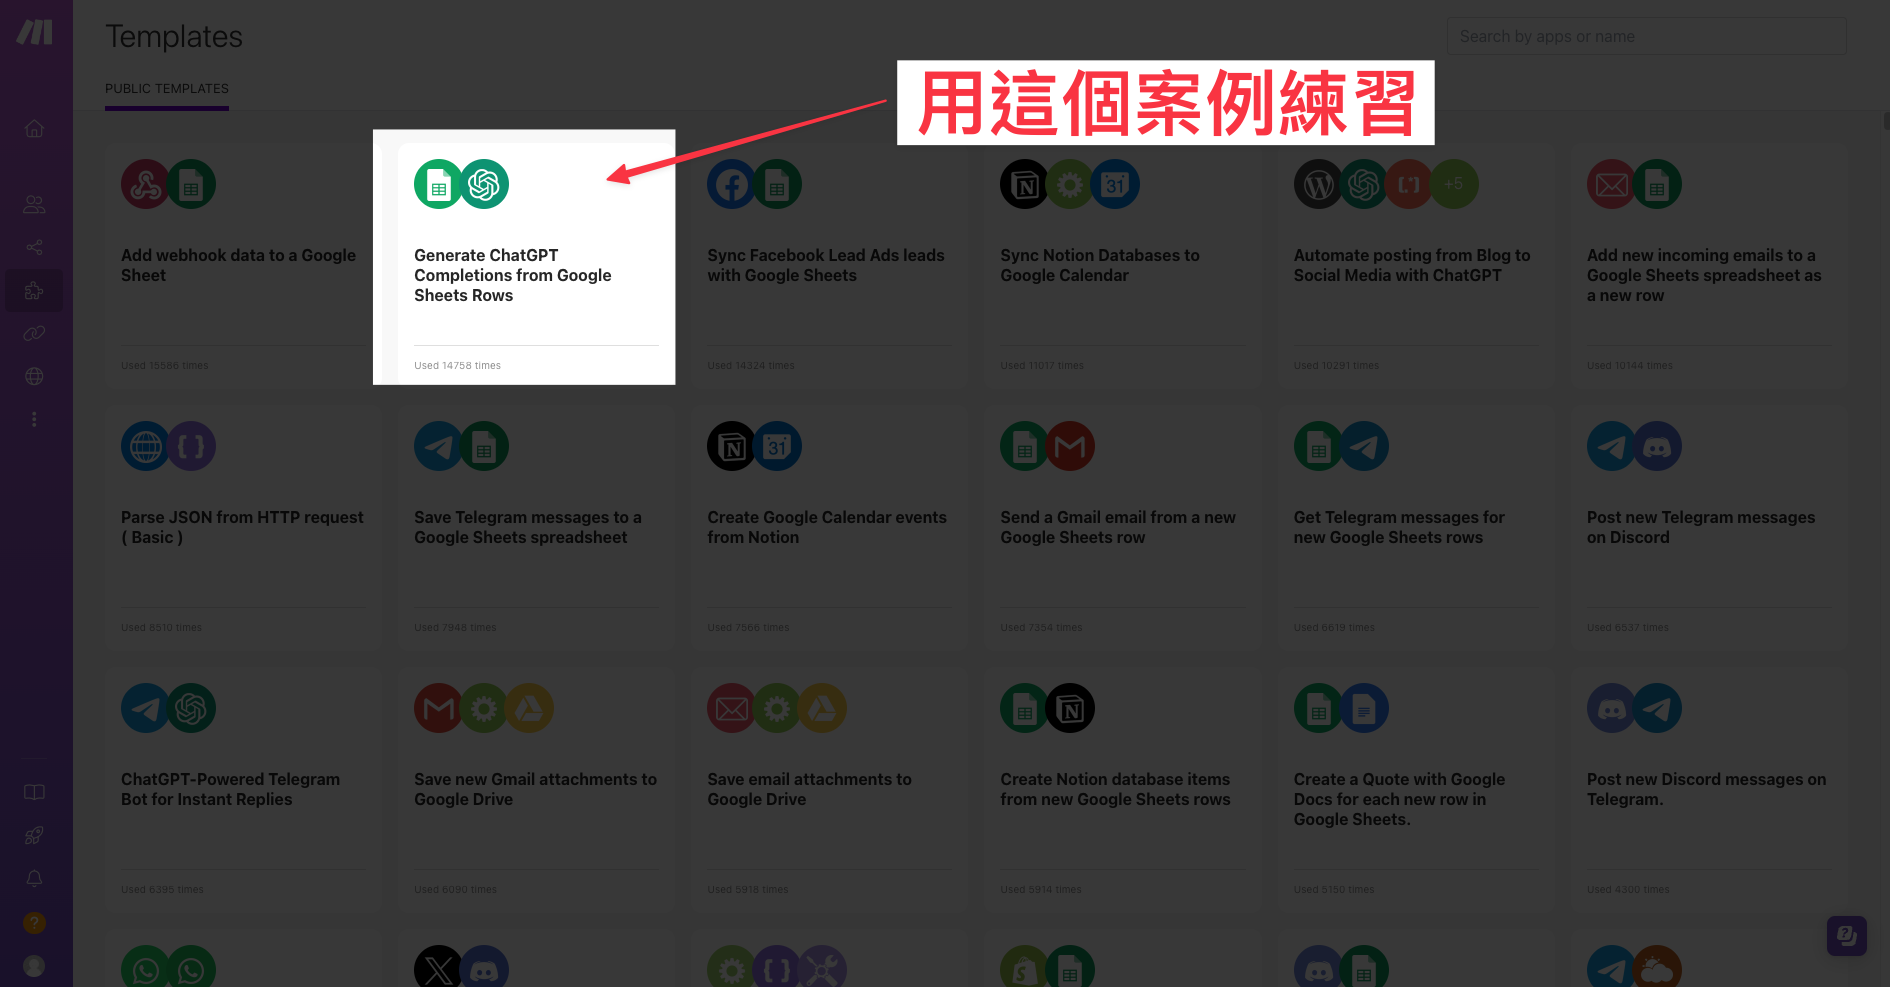 Templates
Search by apps or name
用這個案例練習
PUBLIC TEMPLATES
Add webhook data to a Google
Sheet
Used 15586 times
Generate ChatGPT
Completions from Google
Sheets Rows
Used 14758 times
Sync Facebook Lead Ads leads
with Google Sheets
Used 14324 times
31
Sync Notion Databases to
Google Calendar
Used 11017 times
+5
Automate posting from Blog to
Social Media with ChatGPT
Used 10291 times
Add new incoming emails to a
Google Sheets spreadsheet as
a new row
Used 10144 times
Parse JSON from HTTP request
( Basic )
Used 8510 times
Save Telegram messages to a
Google Sheets spreadsheet
Used 7948 times
31
Create Google Calendar events
from Notion
Used 7566 times
Send a Gmail email from a new
Google Sheets row
Used 7354 times
Get Telegram messages for
new Google Sheets rows
Used 6619 times
Post new Telegram messages
on Discord
Used 6537 times
ChatGPT-Powered Telegram
Bot for Instant Replies
Used 6395 times
Save new Gmail attachments to
Google Drive
Used 6090 times
Save email attachments to
Google Drive
Used 5918 times
Create Notion database items
from new Google Sheets rows
Used 5914 times
Create a Quote with Google
Docs for each new row in
Google Sheets.
Used 5150 times
Post new Discord messages on
Telegram.
Used 4300 times